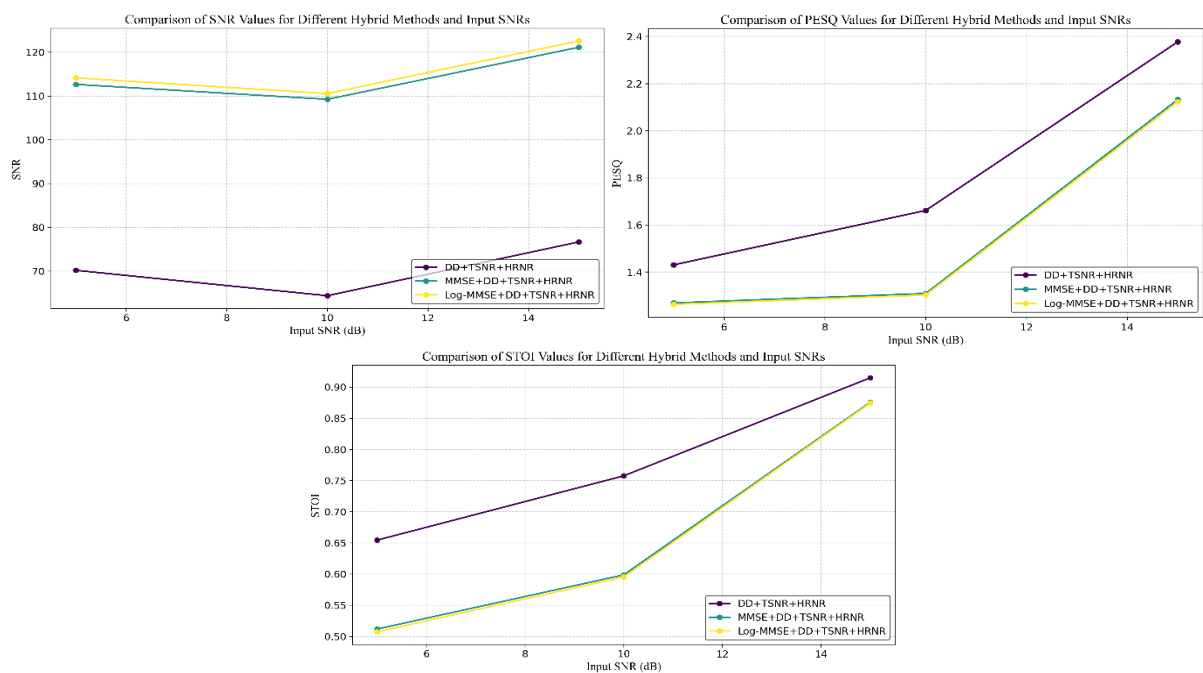 Comparison of SNR Values for Different Hybrid Methods and Input SNRs
120
110
100
90
80
70
SNR
6
8
10
12
14
Input SNR (dB)
DD+TSNR+HRNR
MMSE+DD+TSNR+HRNR
Log-MMSE+DD+TSNR+HRNR
Comparison of PESQ Values for Different Hybrid Methods and Input SNRs
2.4
2.2
2.0
1.8
1.6
1.4
PESQ
6
8
10
12
14
Input SNR (dB)
DD+TSNR+HRNR
MMSE+DD+TSNR+HRNR
Log-MMSE+DD+TSNR+HRNR
Comparison of STOI Values for Different Hybrid Methods and Input SNRs
0.90
0.85
0.80
0.75
0.70
0.65
0.60
0.55
0.50
STOI
6
8
10
12
14
Input SNR (dB)
DD+TSNR+HRNR
MMSE+DD+TSNR+HRNR
Log-MMSE+DD+TSNR+HRNR